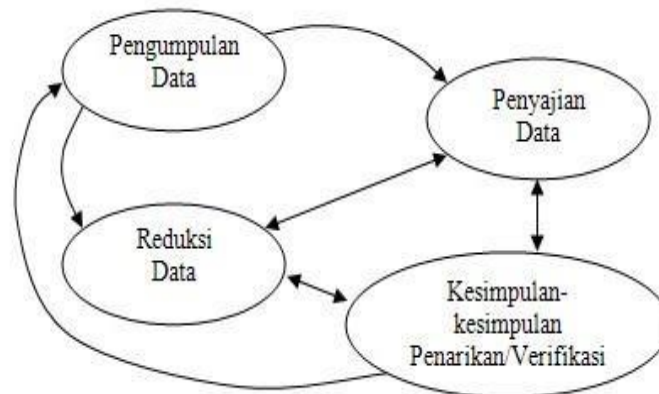 Pengumpulan
Data
Penyajian
Data
Reduksi
Data
Kesimpulan-
kesimpulan
Penarikan/Verifikasi